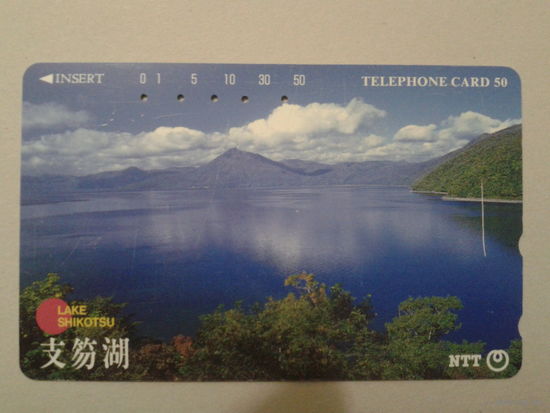 ◀INSERT 0 1 5 10 30 50 TELEPHONE CARD 50
LAKE
SHIKOTSU
支笏湖
NTT